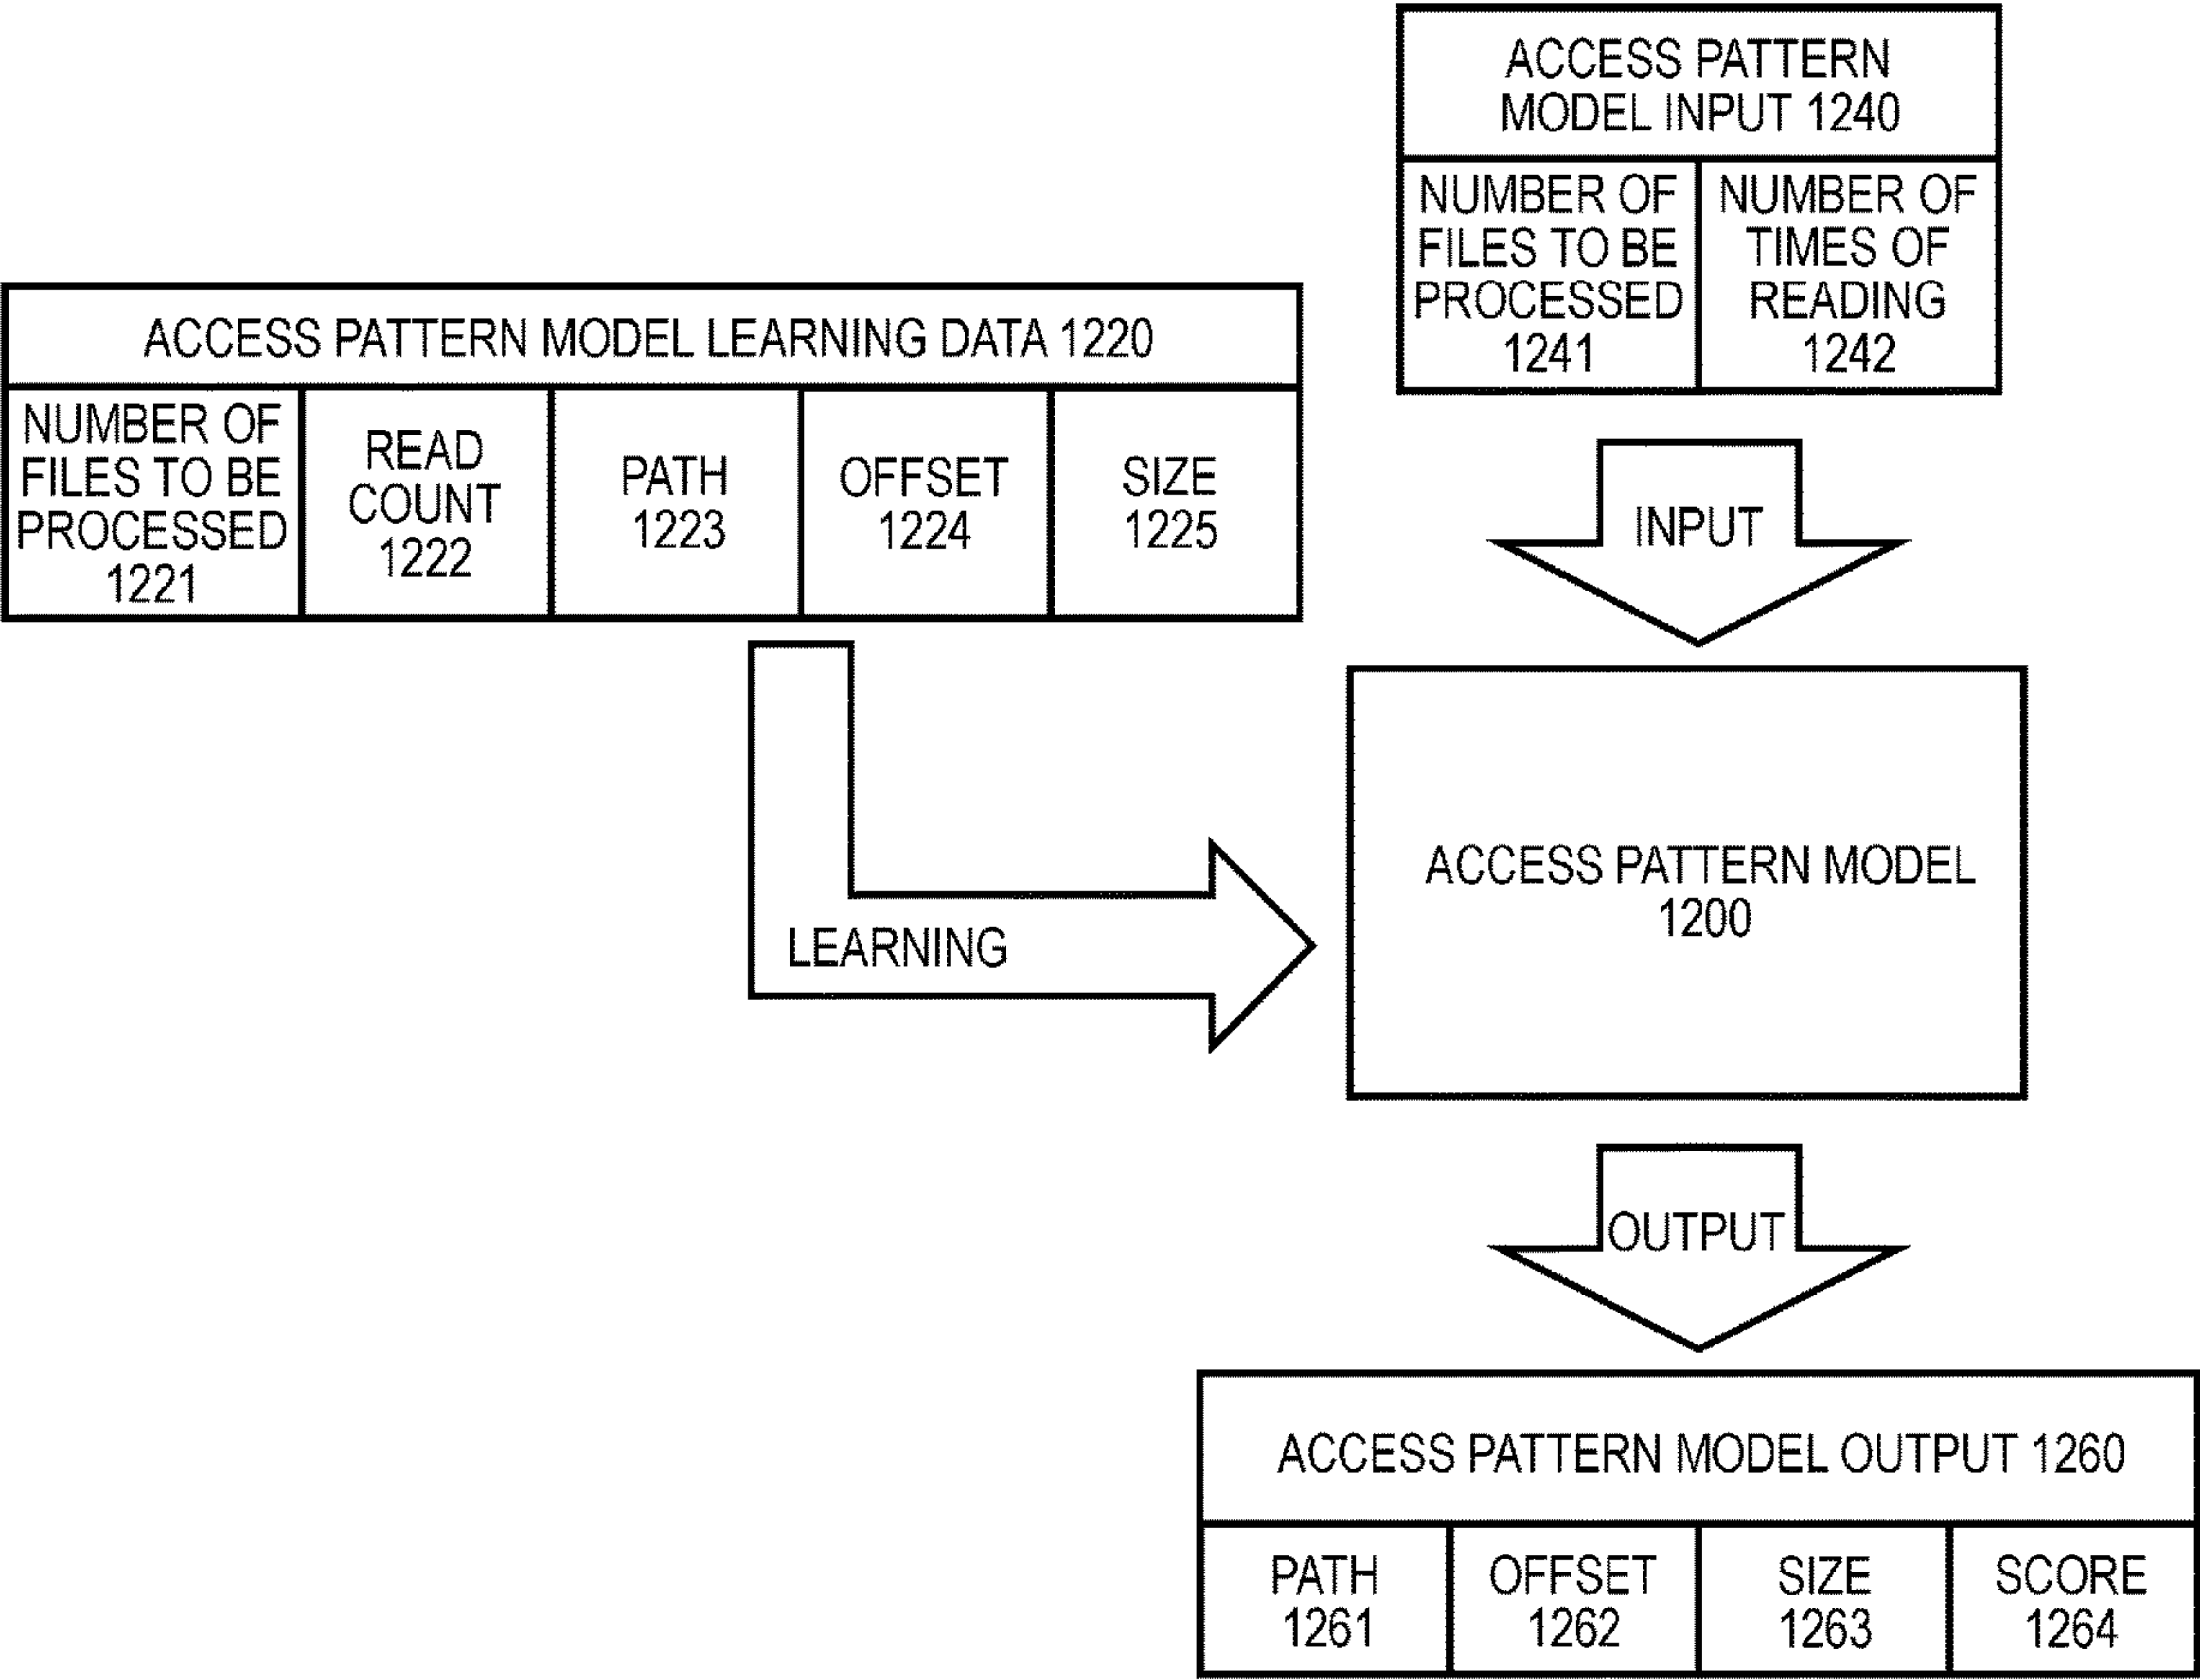 ACCESS PATTERN
MODEL INPUT 1240
NUMBER OF
FILES TO BE
PROCESSED
1241
NUMBER OF
TIMES OF
READING
1242
ACCESS PATTERN MODEL LEARNING DATA 1220
NUMBER OF
FILES TO BE
PROCESSED
1221
READ
COUNT
1222
PATH
1223
OFFSET
1224
SIZE
1225
INPUT
ACCESS PATTERN MODEL
1200
LEARNING
OUTPUT
ACCESS PATTERN MODEL OUTPUT 1260
PATH
1261
OFFSET
1262
SIZE
1263
SCORE
1264